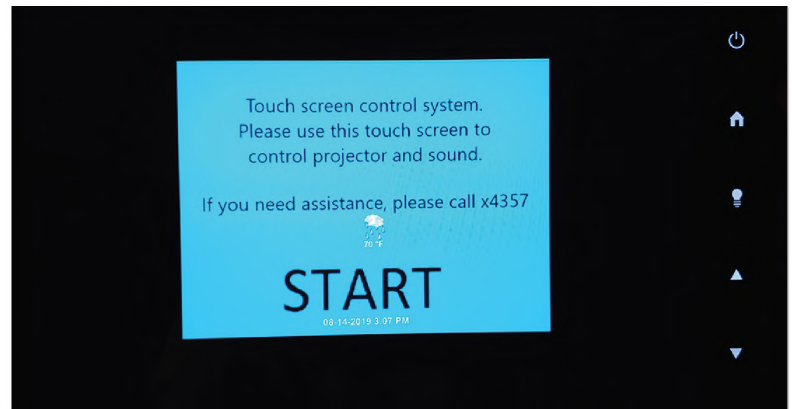 Touch screen control system.
Please use this touch screen to
control projector and sound.
If you need assistance, please call x4357
70 °F
START
08-14-2019 3:07 PM